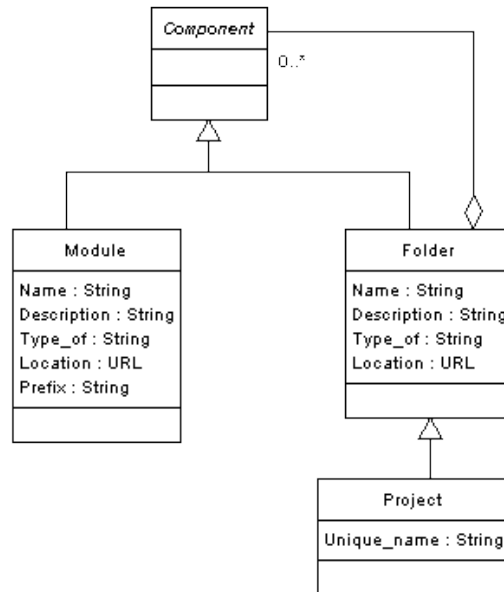 Component
0..*
Module
Name : String
Description : String
Type_of : String
Location : URL
Prefix : String
Folder
Name : String
Description : String
Type_of : String
Location : URL
Project
Unique_name : String